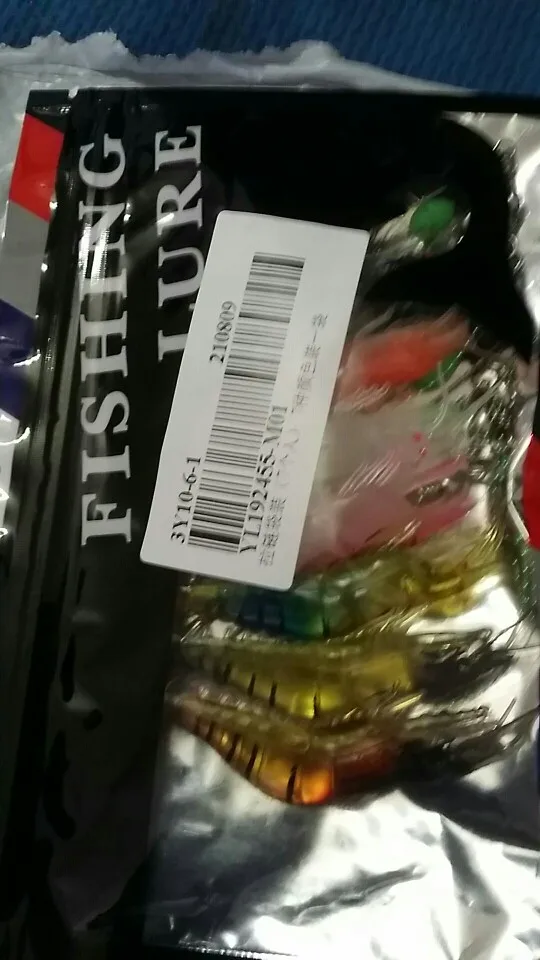 FISHING
LURE
210809
3Y10-6-1
YL192455-M01